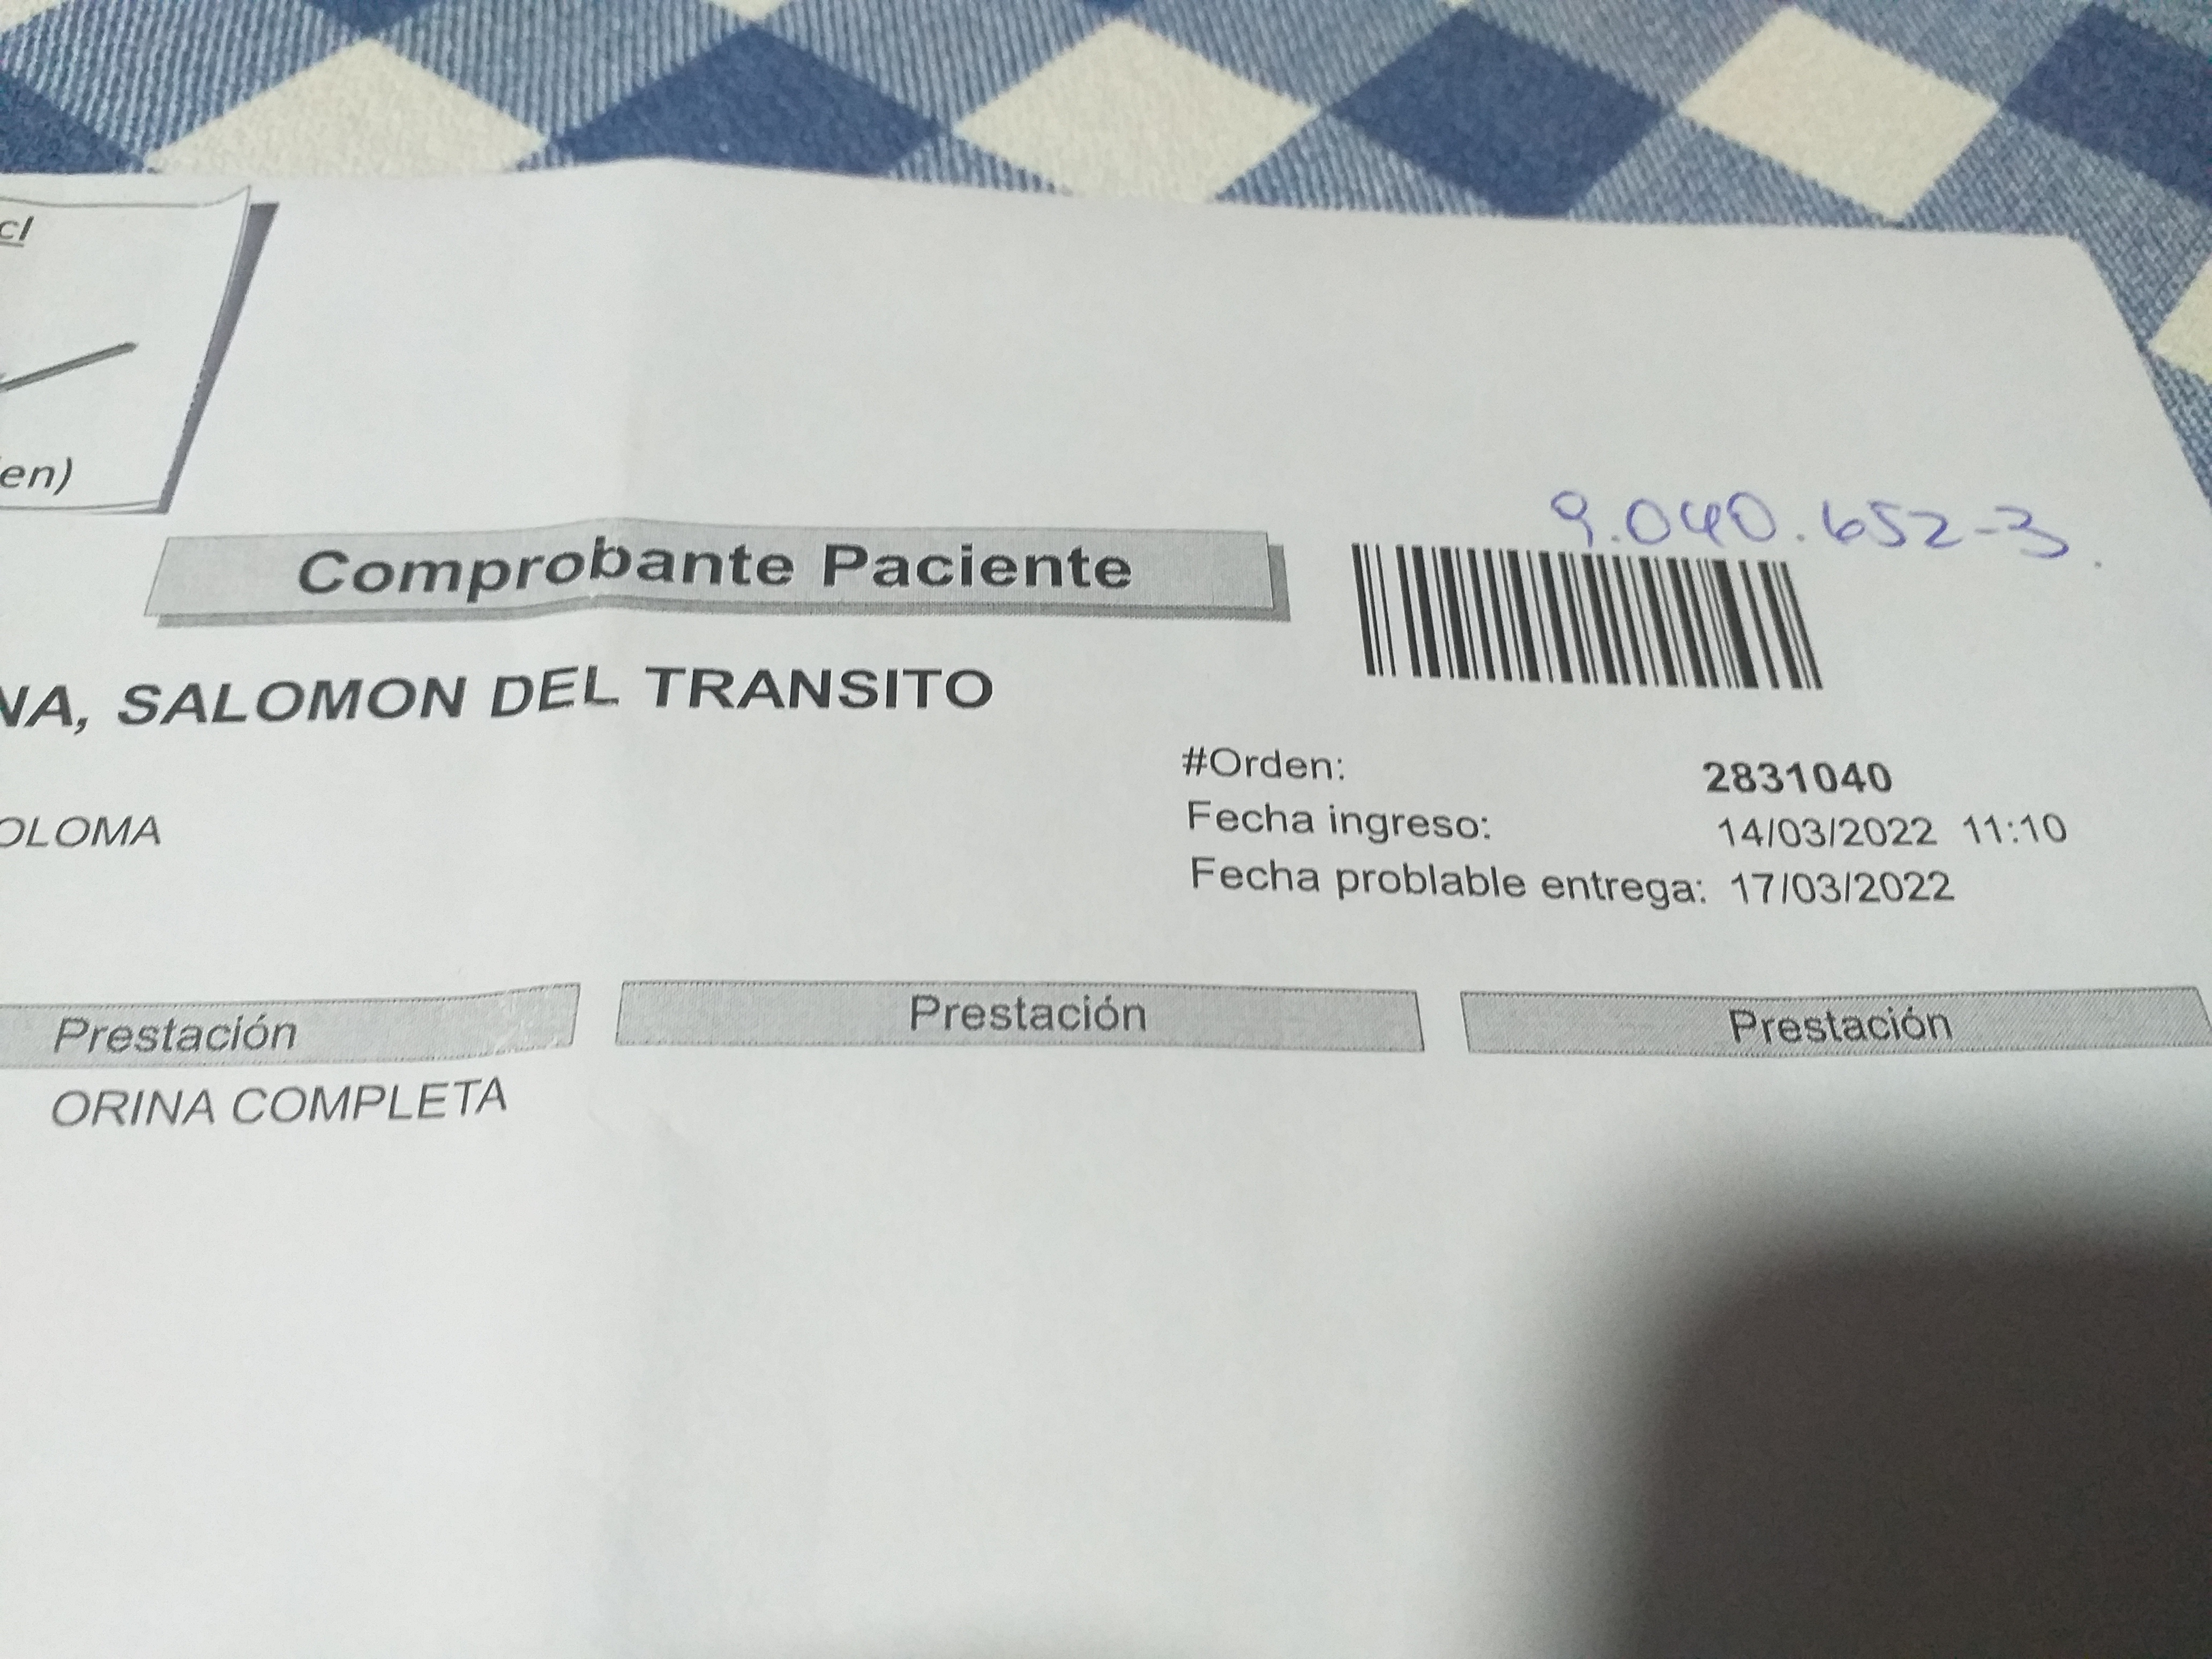 cl
en)
9.040.652-3.
Comprobante Paciente
NA, SALOMON DEL TRANSITO
#Orden: 2831040
OLOMA
Fecha ingreso: 14/03/2022 11:10
Fecha problable entrega: 17/03/2022
Prestación Prestación Prestación
ORINA COMPLETA